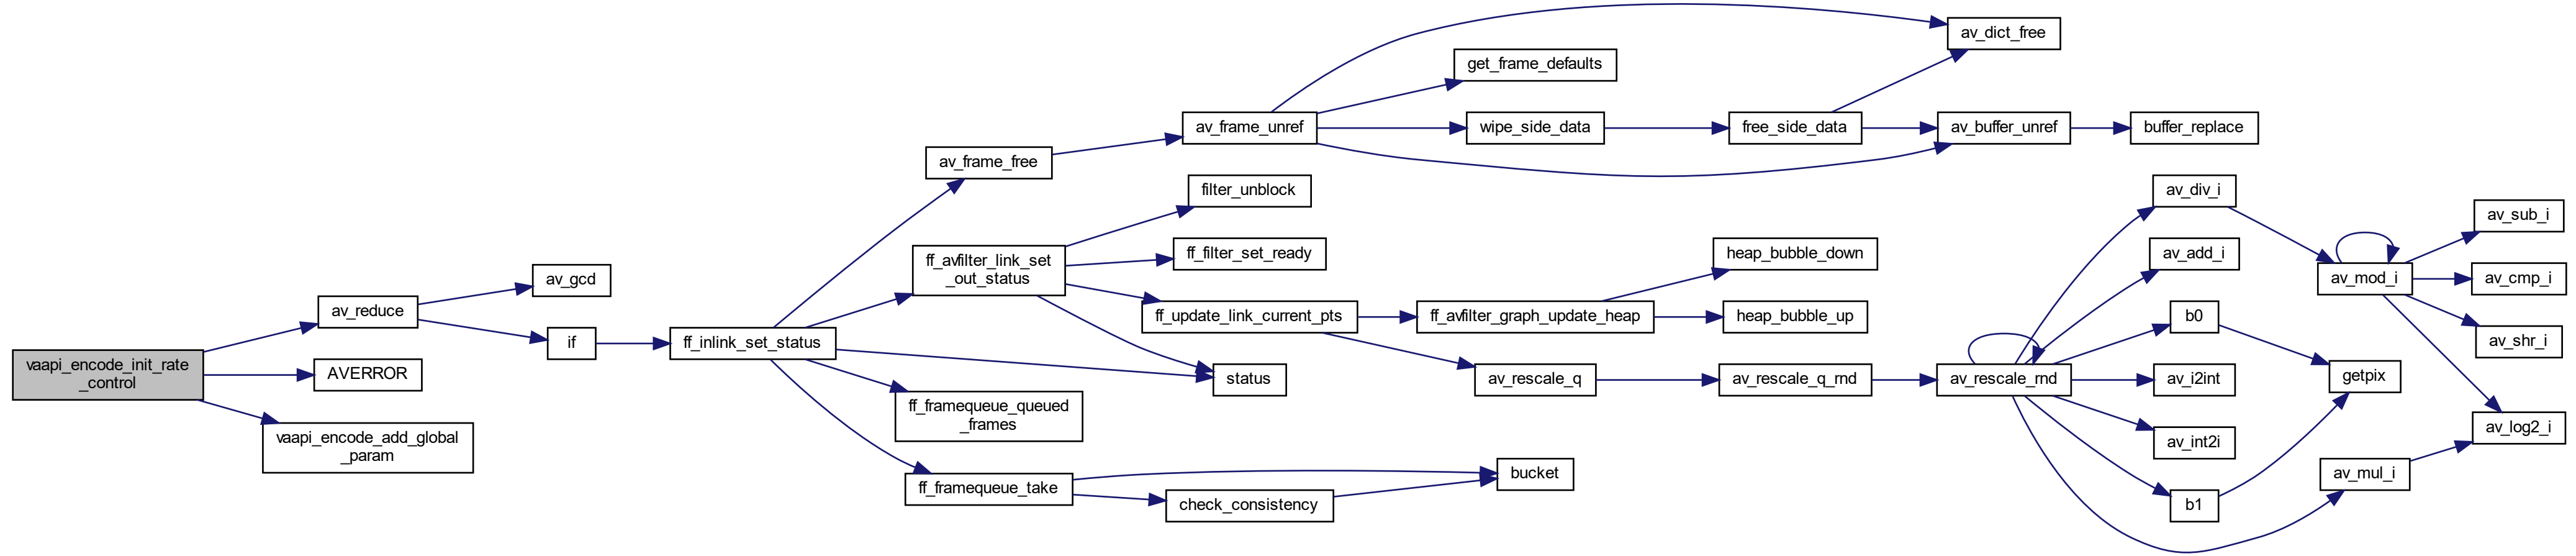 vaapi_encode_init_rate
_control
av_reduce
AVERROR
vaapi_encode_add_global
_param
av_gcd
if
ff_inlink_set_status
av_frame_free
ff_avfilter_link_set
_out_status
ff_framequeue_queued
_frames
ff_framequeue_take
av_frame_unref
filter_unblock
ff_filter_set_ready
ff_update_link_current_pts
status
check_consistency
bucket
get_frame_defaults
wipe_side_data
ff_avfilter_graph_update_heap
av_rescale_q
free_side_data
heap_bubble_down
heap_bubble_up
av_rescale_q_rnd
av_dict_free
av_buffer_unref
buffer_replace
av_rescale_rnd
av_div_i
av_add_i
b0
av_i2int
av_int2i
b1
av_mod_i
getpix
av_mul_i
av_sub_i
av_cmp_i
av_shr_i
av_log2_i